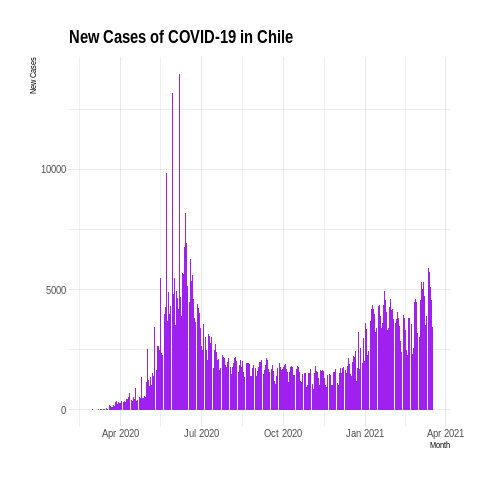 New Cases of COVID-19 in Chile
New Cases
10000
5000
0
Apr 2020 Jul 2020 Oct 2020 Jan 2021 Apr 2021
Month